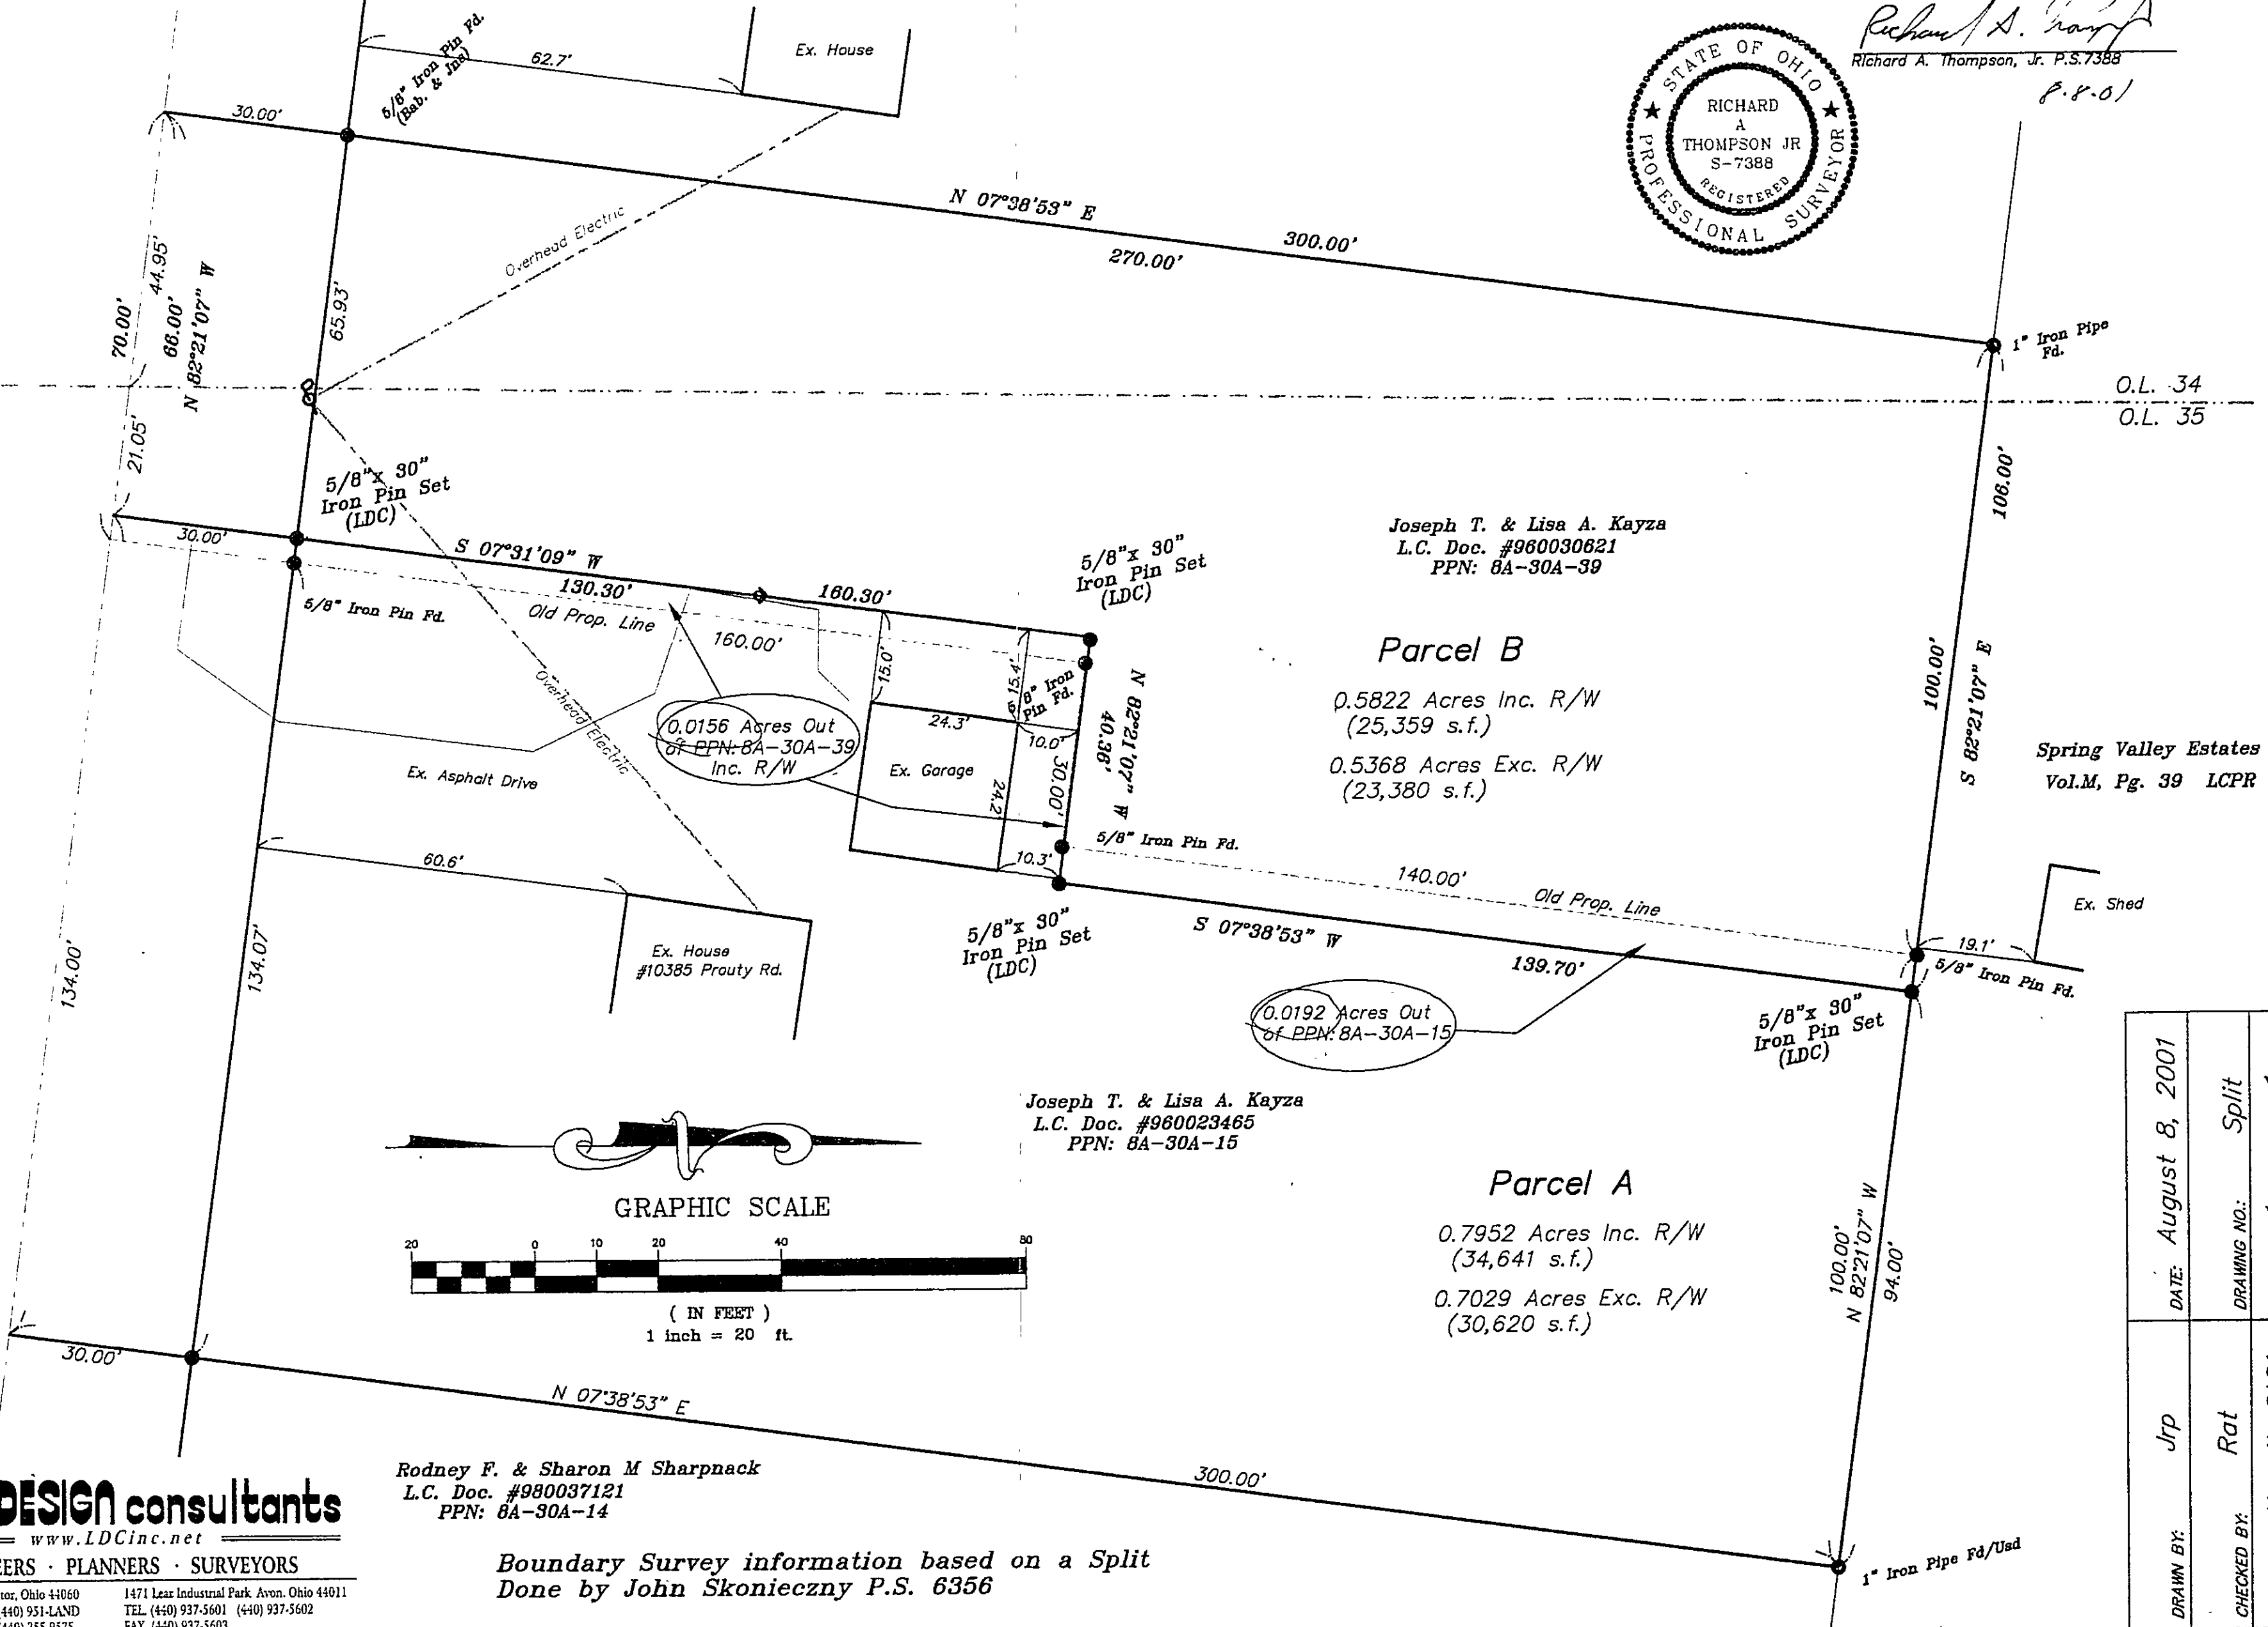 Richard A. Thompson, Jr. P.S.7388
8.8.01
STATE OF OHIO
RICHARD
A
THOMPSON JR
S-7388
REGISTERED
PROFESSIONAL SURVEYOR
5/8" Iron Pin Fd.
(Bab. & Jns)
62.7'
Ex. House
30.00'
Overhead Electric
N 07°38'53" E
300.00'
270.00'
70.00'
44.95'
66.00'
N 82°21'07" W
65.93'
21.05'
1" Iron Pipe
Fd.
O.L. 34
O.L. 35
106.00'
100.00'
S 82°21'07" E
5/8"x 30"
Iron Pin Set
(LDC)
30.00'
S 07°31'09" W
130.30'
160.30'
5/8" Iron Pin Fd.
Old Prop. Line
160.00'
5/8"x 30"
Iron Pin Set
(LDC)
Joseph T. & Lisa A. Kayza
L.C. Doc. #960030621
PPN: 8A-30A-39
Parcel B
0.5822 Acres Inc. R/W
(25,359 s.f.)
0.5368 Acres Exc. R/W
(23,380 s.f.)
15.0'
15.4'
5/8" Iron
Pin Fd.
N 82°21'07" W
40.36'
30.00'
24.3'
10.0'
0.0156 Acres Out
of PPN: 8A-30A-39
Inc. R/W
Ex. Garage
24.2'
10.3'
Overhead Electric
Ex. Asphalt Drive
60.6'
5/8" Iron Pin Fd.
140.00'
Old Prop. Line
Spring Valley Estates
Vol.M, Pg. 39 LCPR
Ex. Shed
19.1'
5/8" Iron Pin Fd.
S 07°38'53" W
139.70'
5/8"x 30"
Iron Pin Set
(LDC)
5/8"x 30"
Iron Pin Set
(LDC)
134.00'
134.07'
Ex. House
#10385 Prouty Rd.
0.0192 Acres Out
of PPN: 8A-30A-15
Joseph T. & Lisa A. Kayza
L.C. Doc. #960023465
PPN: 8A-30A-15
Parcel A
0.7952 Acres Inc. R/W
(34,641 s.f.)
0.7029 Acres Exc. R/W
(30,620 s.f.)
100.00'
N 82°21'07" W
94.00'
GRAPHIC SCALE
20 0 10 20 40 80
( IN FEET )
1 inch = 20 ft.
30.00'
N 07°38'53" E
300.00'
1" Iron Pipe Fd/Usd
Rodney F. & Sharon M Sharpnack
L.C. Doc. #980037121
PPN: 8A-30A-14
Boundary Survey information based on a Split
Done by John Skonieczny P.S. 6356
DESIGN consultants
www.LDCinc.net
EERS · PLANNERS · SURVEYORS
tor, Ohio 44060
440) 951-LAND
1471 Lear Industrial Park Avon. Ohio 44011
TEL. (440) 937-5601 (440) 937-5602
FAX (440) 937-5603
DATE: August 8, 2001
DRAWING NO.: Split
DRAWN BY: Jrp
CHECKED BY: Rat